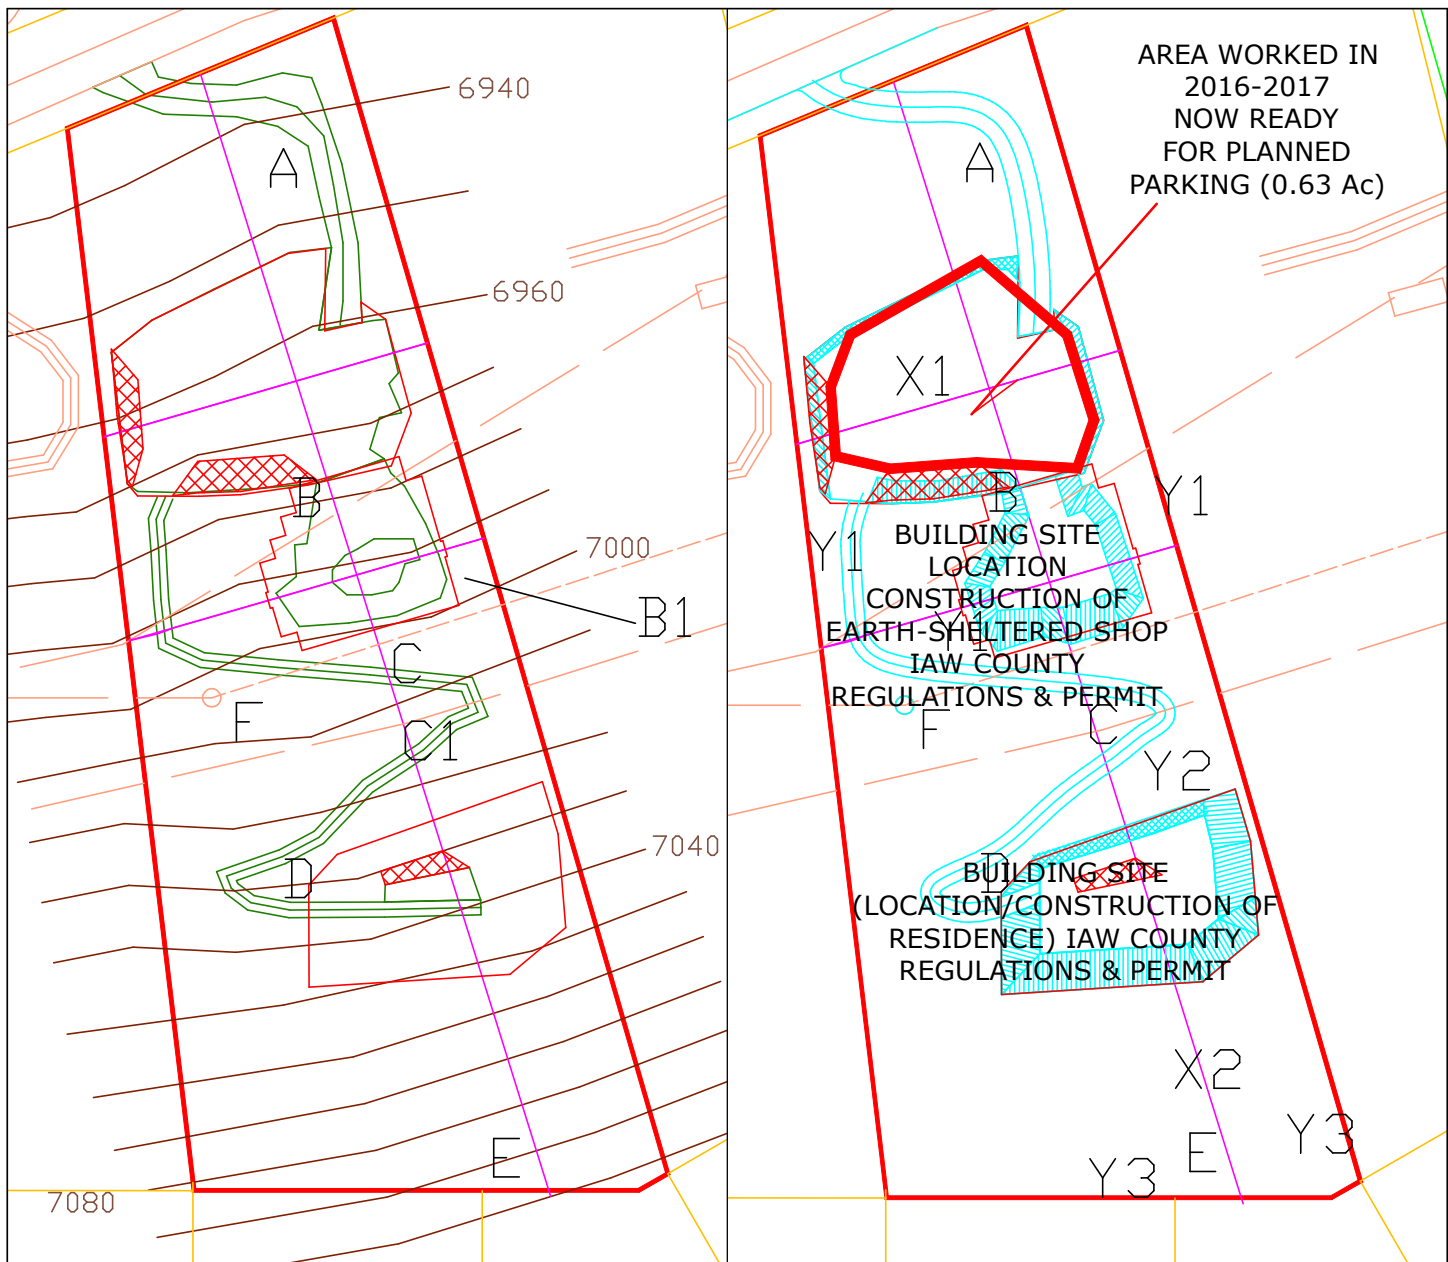 6940
A
6960
B
7000
B1
C
F
C1
7040
D
E
7080
AREA WORKED IN
2016-2017
NOW READY
FOR PLANNED
PARKING (0.63 Ac)
A
X1
B
Y1
Y1
BUILDING SITE
LOCATION
CONSTRUCTION OF
EARTH-SHELTERED SHOP
Y1
IAW COUNTY
REGULATIONS & PERMIT
F
C
Y2
D
BUILDING SITE
(LOCATION/CONSTRUCTION OF
RESIDENCE) IAW COUNTY
REGULATIONS & PERMIT
X2
Y3
E
Y3